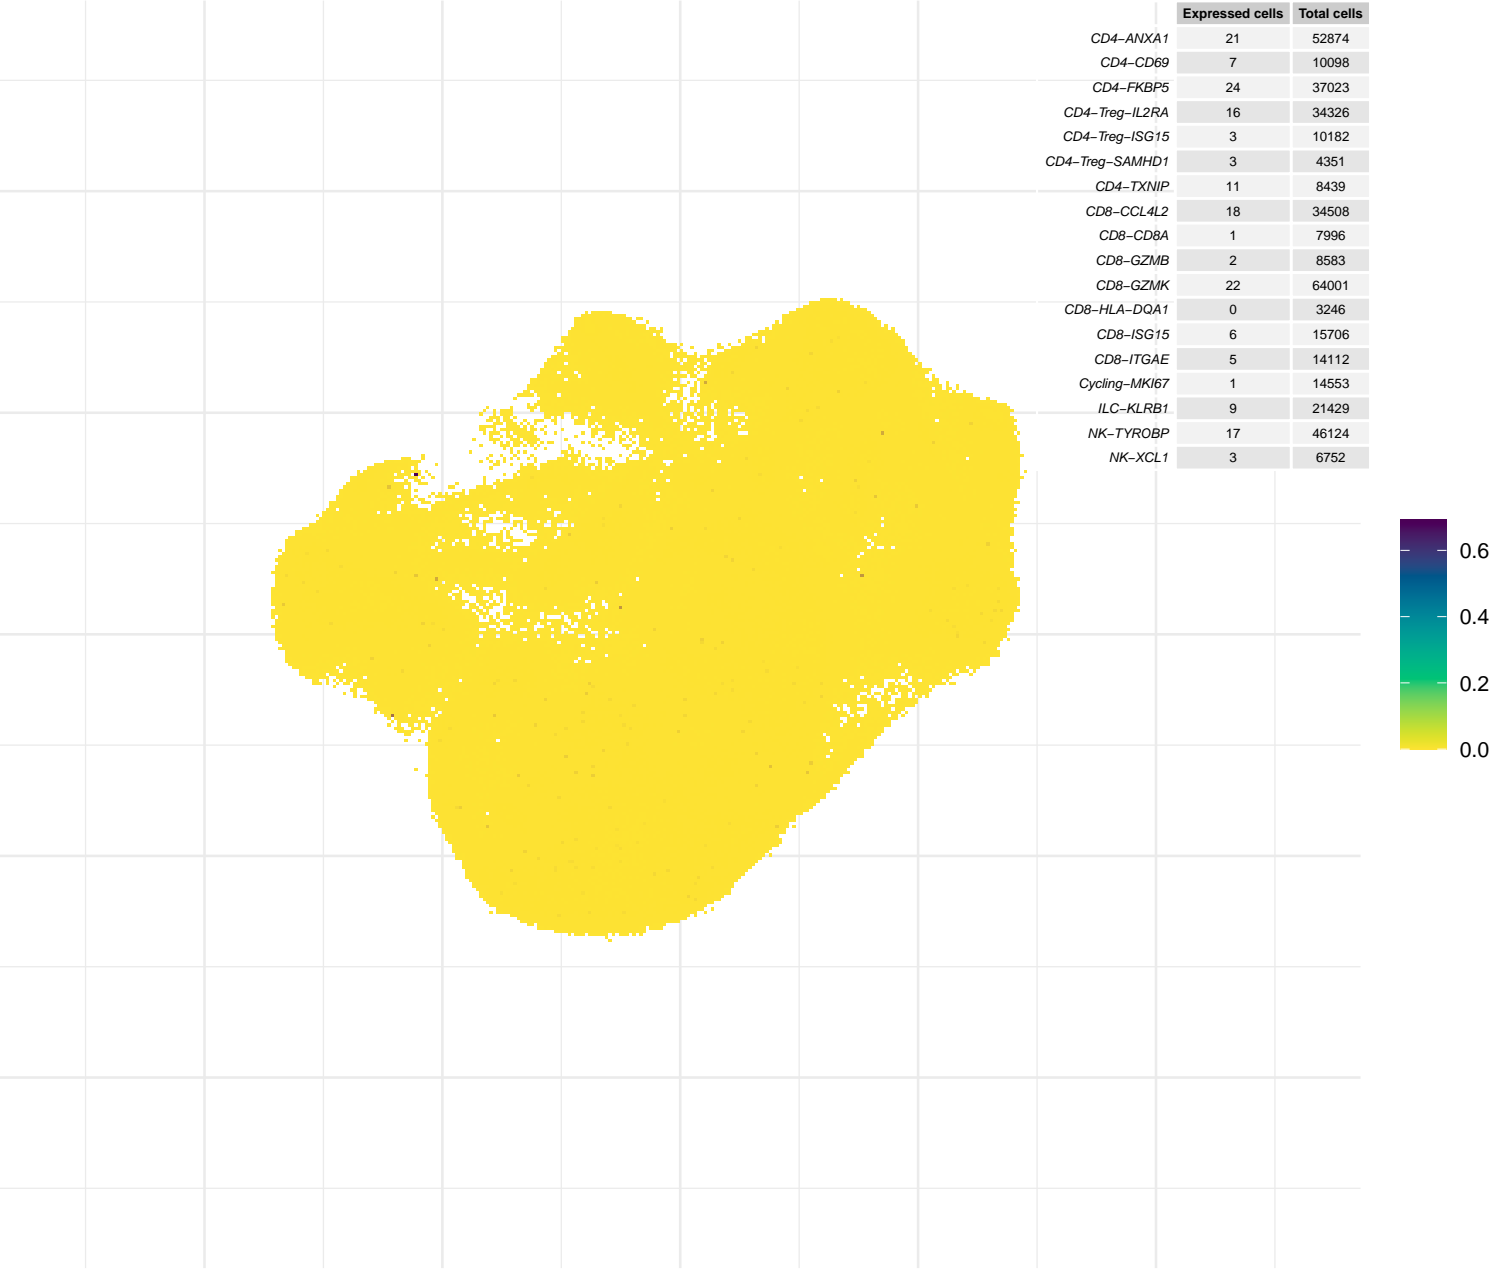 Expressed cells Total cells
CD4−ANXA1 21 52874
CD4−CD69 7 10098
CD4−FKBP5 24 37023
CD4−Treg−IL2RA 16 34326
CD4−Treg−ISG15 3 10182
CD4−Treg−SAMHD1 3 4351
CD4−TXNIP 11 8439
CD8−CCL4L2 18 34508
CD8−CD8A 1 7996
CD8−GZMB 2 8583
CD8−GZMK 22 64001
CD8−HLA−DQA1 0 3246
CD8−ISG15 6 15706
CD8−ITGAE 5 14112
Cycling−MKI67 1 14553
ILC−KLRB1 9 21429
NK−TYROBP 17 46124
NK−XCL1 3 6752
0.6
0.4
0.2
0.0